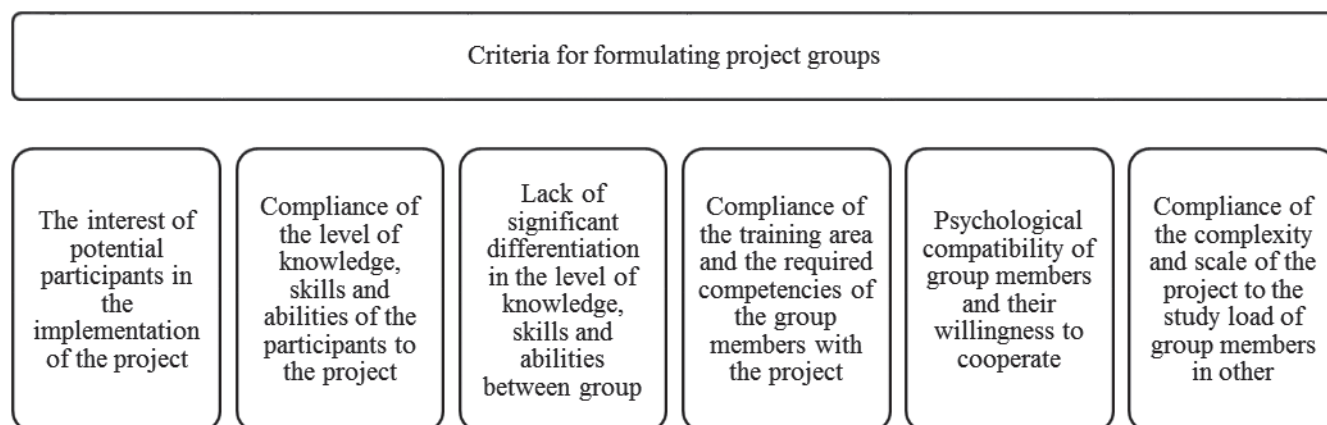 Criteria for formulating project groups
The interest of
potential
participants in
the
implementation
of the project
Compliance of
the level of
knowledge,
skills and
abilities of the
participants to
the project
Lack of
significant
differentiation
in the level of
knowledge,
skills and
abilities
between group
Compliance of
the training area
and the required
competencies of
the group
members with
the project
Psychological
compatibility of
group members
and their
willingness to
cooperate
Compliance of
the complexity
and scale of the
project to the
study load of
group members
in other